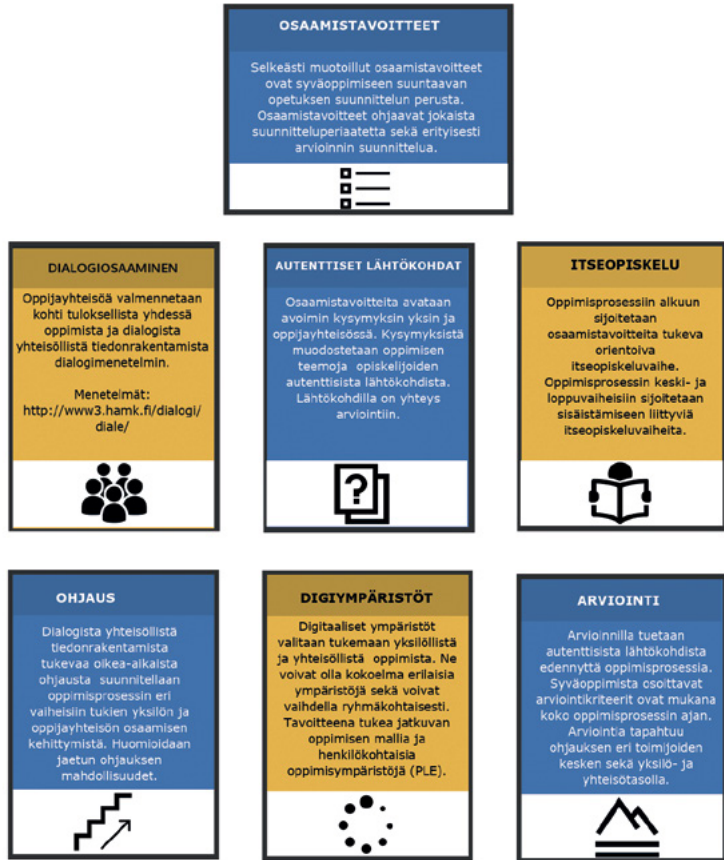 OSAAMISTAVOITTEET
Selkeästi muotoillut osaamistavoitteet
ovat syväoppimiseen suuntaavan
opetuksen suunnittelun perusta.
Osaamistavoitteet ohjaavat jokaista
suunnitteluperiaatetta sekä erityisesti
arvioinnin suunnittelua.
DIALOGIOSAAMINEN
Oppijayhteisöä valmennetaan
kohti tuloksellista yhdessä
oppimista ja dialogista
yhteisöllistä tiedonrakentamista
dialogimenetelmin.
Menetelmät:
http://www3.hamk.fi/dialogi/
diale/
AUTENTTISET LÄHTÖKOHDAT
Osaamistavoitteita avataan
avoimin kysymyksin yksin ja
oppijayhteisössä. Kysymyksistä
muodostetaan oppimisen
teemoja opiskelijoiden
autenttisista lähtökohdista.
Lähtökohdilla on yhteys
arviointiin.
ITSEOPISKELU
Oppimisprosessiin alkuun
sijoitetaan
osaamistavoitteita tukeva
orientoiva
itseopiskeluvaihe.
Oppimisprosessin keski- ja
loppuvaiheisiin sijoitetaan
sisäistämiseen liittyviä
itseopiskeluvaiheita.
OHJAUS
Dialogista yhteisöllistä
tiedonrakentamista
tukevaa oikea-aikaista
ohjausta suunnitellaan
oppimisprosessin eri
vaiheisiin tukien yksilön ja
oppijayhteisön osaamisen
kehittymistä. Huomioidaan
jaetun ohjauksen
mahdollisuudet.
DIGIYMPÄRISTÖT
Digitaaliset ympäristöt
valitaan tukemaan yksilöllistä
ja yhteisöllistä oppimista. Ne
voivat olla kokoelma erilaisia
ympäristöjä sekä voivat
vaihdella ryhmäkohtaisesti.
Tavoitteena tukea jatkuvan
oppimisen mallia ja
henkilökohtaisia
oppimisympäristöjä (PLE).
ARVIOINTI
Arvioinnilla tuetaan
autenttisista lähtökohdista
edennyttä oppimisprosessia.
Syväoppimista osoittavat
arviointikriteerit ovat mukana
koko oppimisprosessin ajan.
Arviointia tapahtuu
ohjauksen eri toimijoiden
kesken sekä yksilö- ja
yhteisötasolla.